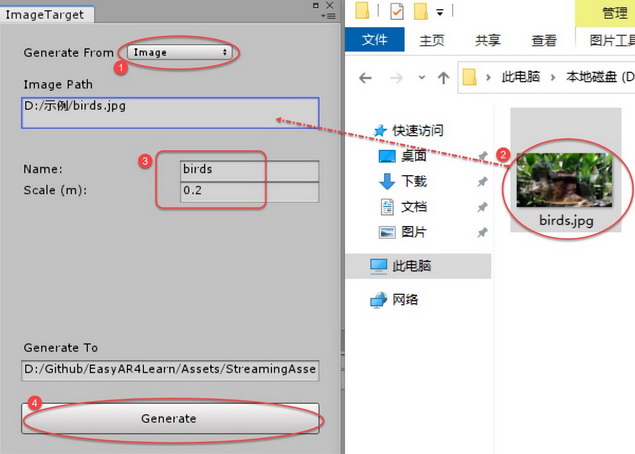 ImageTarget
Generate From
Image
1
Image Path
D:/示例/birds.jpg
3
Name:
birds
Scale (m):
0.2
Generate To
D:/Github/EasyAR4Learn/Assets/StreamingAsse
4
Generate
管理
文件
主页
共享
查看
图片工具
此电脑
本地磁盘 (D
快速访问
桌面
下载
文档
图片
此电脑
网络
2
birds.jpg